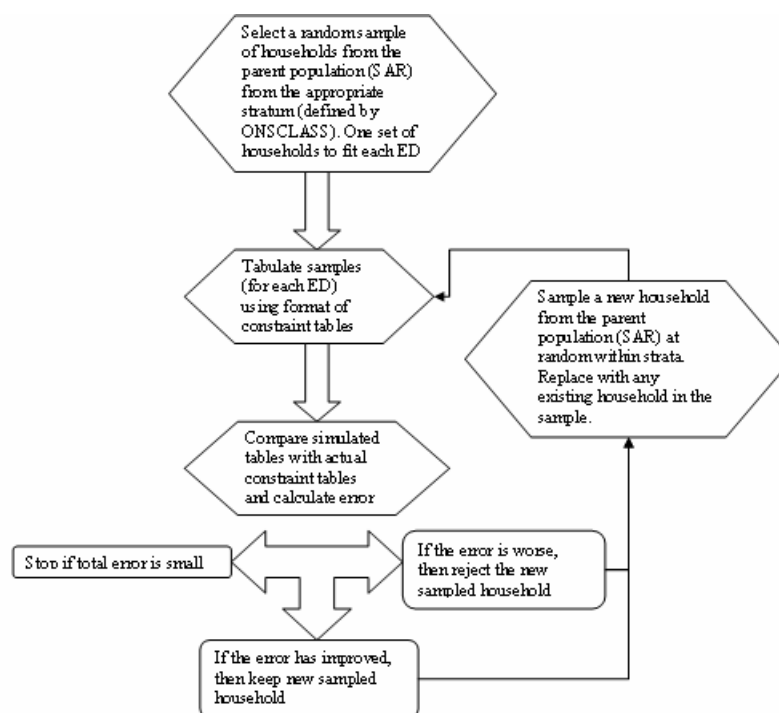 Select a randoms ample
of households from the
parent population (SAR)
from the appropriate
stratum (defined by
ONSCLASS). One set of
households to fit each ED
Tabulate samples
(for each ED)
using format of
constraint tables
Sample a new household
from the parent
population (SAR) at
random within strata.
Replace with any
existing household in the
sample.
Compare simulated
tables with actual
constraint tables
and calculate error
Stop if total error is small
If the error is worse,
then reject the new
sampled household
If the error has improved,
then keep new sampled
household